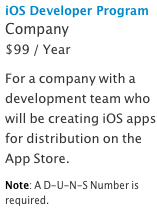 iOS Developer Program
Company
$99 / Year
For a company with a
development team who
will be creating iOS apps
for distribution on the
App Store.
Note: A D-U-N-S Number is
required.